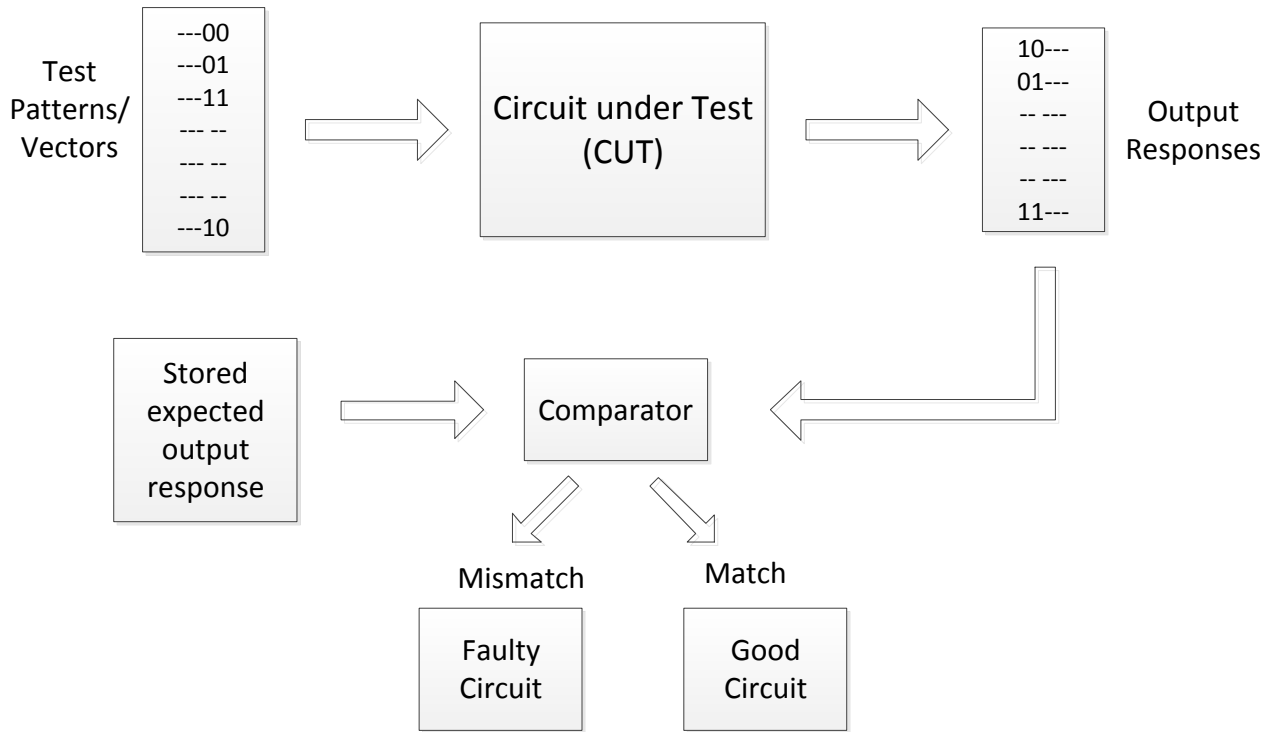 Test
Patterns/
Vectors
---00
---01
---11
--- --
--- --
--- --
---10
Circuit under Test
(CUT)
10---
01---
-- ---
-- ---
-- ---
11---
Output
Responses
Stored
expected
output
response
Comparator
Mismatch
Match
Faulty
Circuit
Good
Circuit